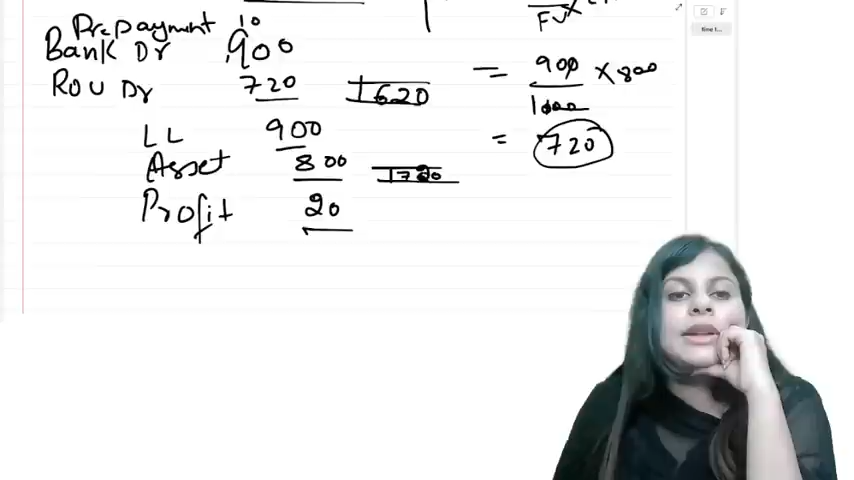 FV
Prepayment 10
Bank Dr 900
= 900 / 1000 × 800
ROU Dr 720 1620
LL 900
= 720
Asset 800 1720
Profit 20